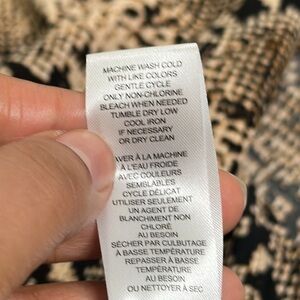 MACHINE WASH COLD
WITH LIKE COLORS
GENTLE CYCLE
ONLY NON-CHLORINE
BLEACH WHEN NEEDED
TUMBLE DRY LOW
COOL IRON
IF NECESSARY
OR DRY CLEAN
AVER À LA MACHINE
À L'EAU FROIDE
AVEC COULEURS
SEMBLABLES
CYCLE DÉLICAT
UTILISER SEULEMENT
UN AGENT DE
BLANCHIMENT NON
CHLORÉ
AU BESOIN
SÉCHER PAR CULBUTAGE
À BASSE TEMPÉRATURE
REPASSER À BASSE
TEMPÉRATURE
AU BESOIN
OU NETTOYER À SEC